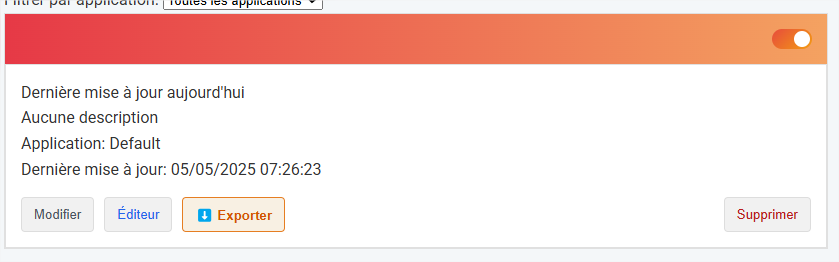 Filtrer par application: Toutes les applications
Dernière mise à jour aujourd'hui
Aucune description
Application: Default
Dernière mise à jour: 05/05/2025 07:26:23
Modifier Éditeur Exporter Supprimer